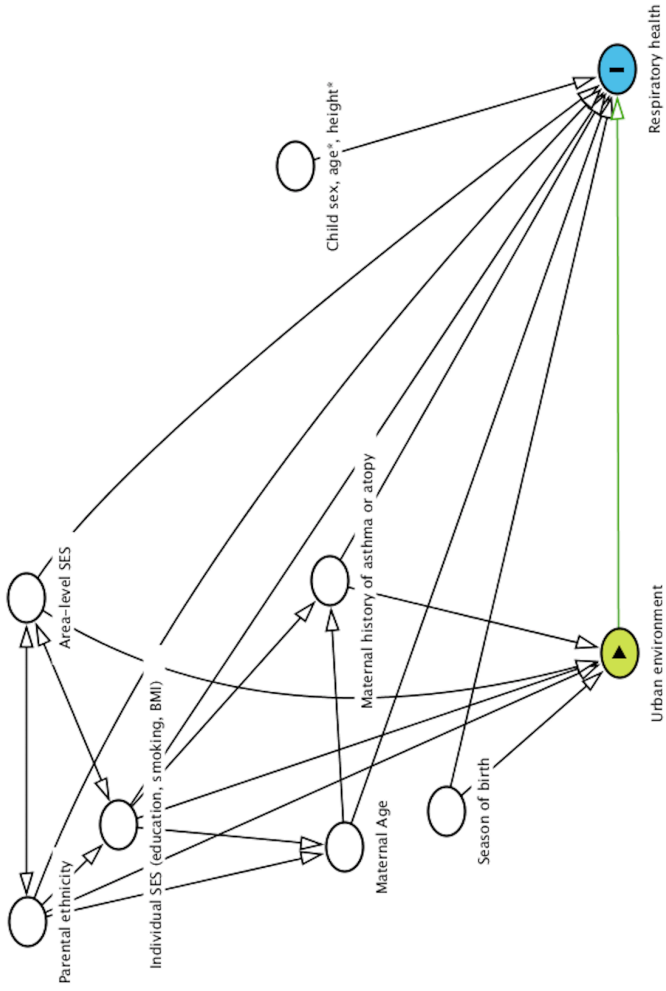 Parental ethnicity
Area-level SES
Individual SES (education, smoking, BMI)
Child sex, age*, height*
Maternal Age
Maternal history of asthma or atopy
Season of birth
Urban environment
Respiratory health